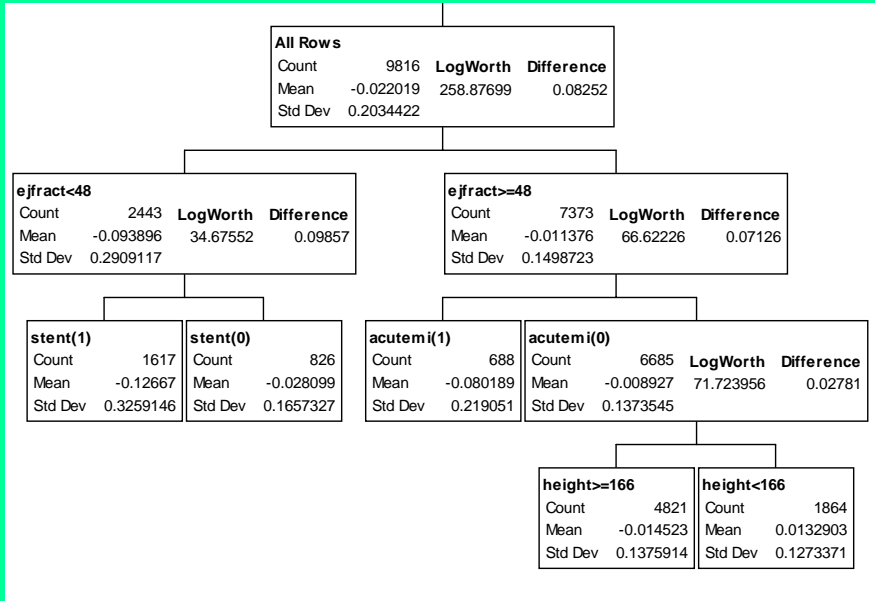 All Rows
Count 9816 LogWorth Difference
Mean -0.022019 258.87699 0.08252
Std Dev 0.2034422
ejfract<48
Count 2443 LogWorth Difference
Mean -0.093896 34.67552 0.09857
Std Dev 0.2909117
ejfract>=48
Count 7373 LogWorth Difference
Mean -0.011376 66.62226 0.07126
Std Dev 0.1498723
stent(1)
Count 1617
Mean -0.12667
Std Dev 0.3259146
stent(0)
Count 826
Mean -0.028099
Std Dev 0.1657327
acutemi(1)
Count 688
Mean -0.080189
Std Dev 0.219051
acutemi(0)
Count 6685 LogWorth Difference
Mean -0.008927 71.723956 0.02781
Std Dev 0.1373545
height>=166
Count 4821
Mean -0.014523
Std Dev 0.1375914
height<166
Count 1864
Mean 0.0132903
Std Dev 0.1273371